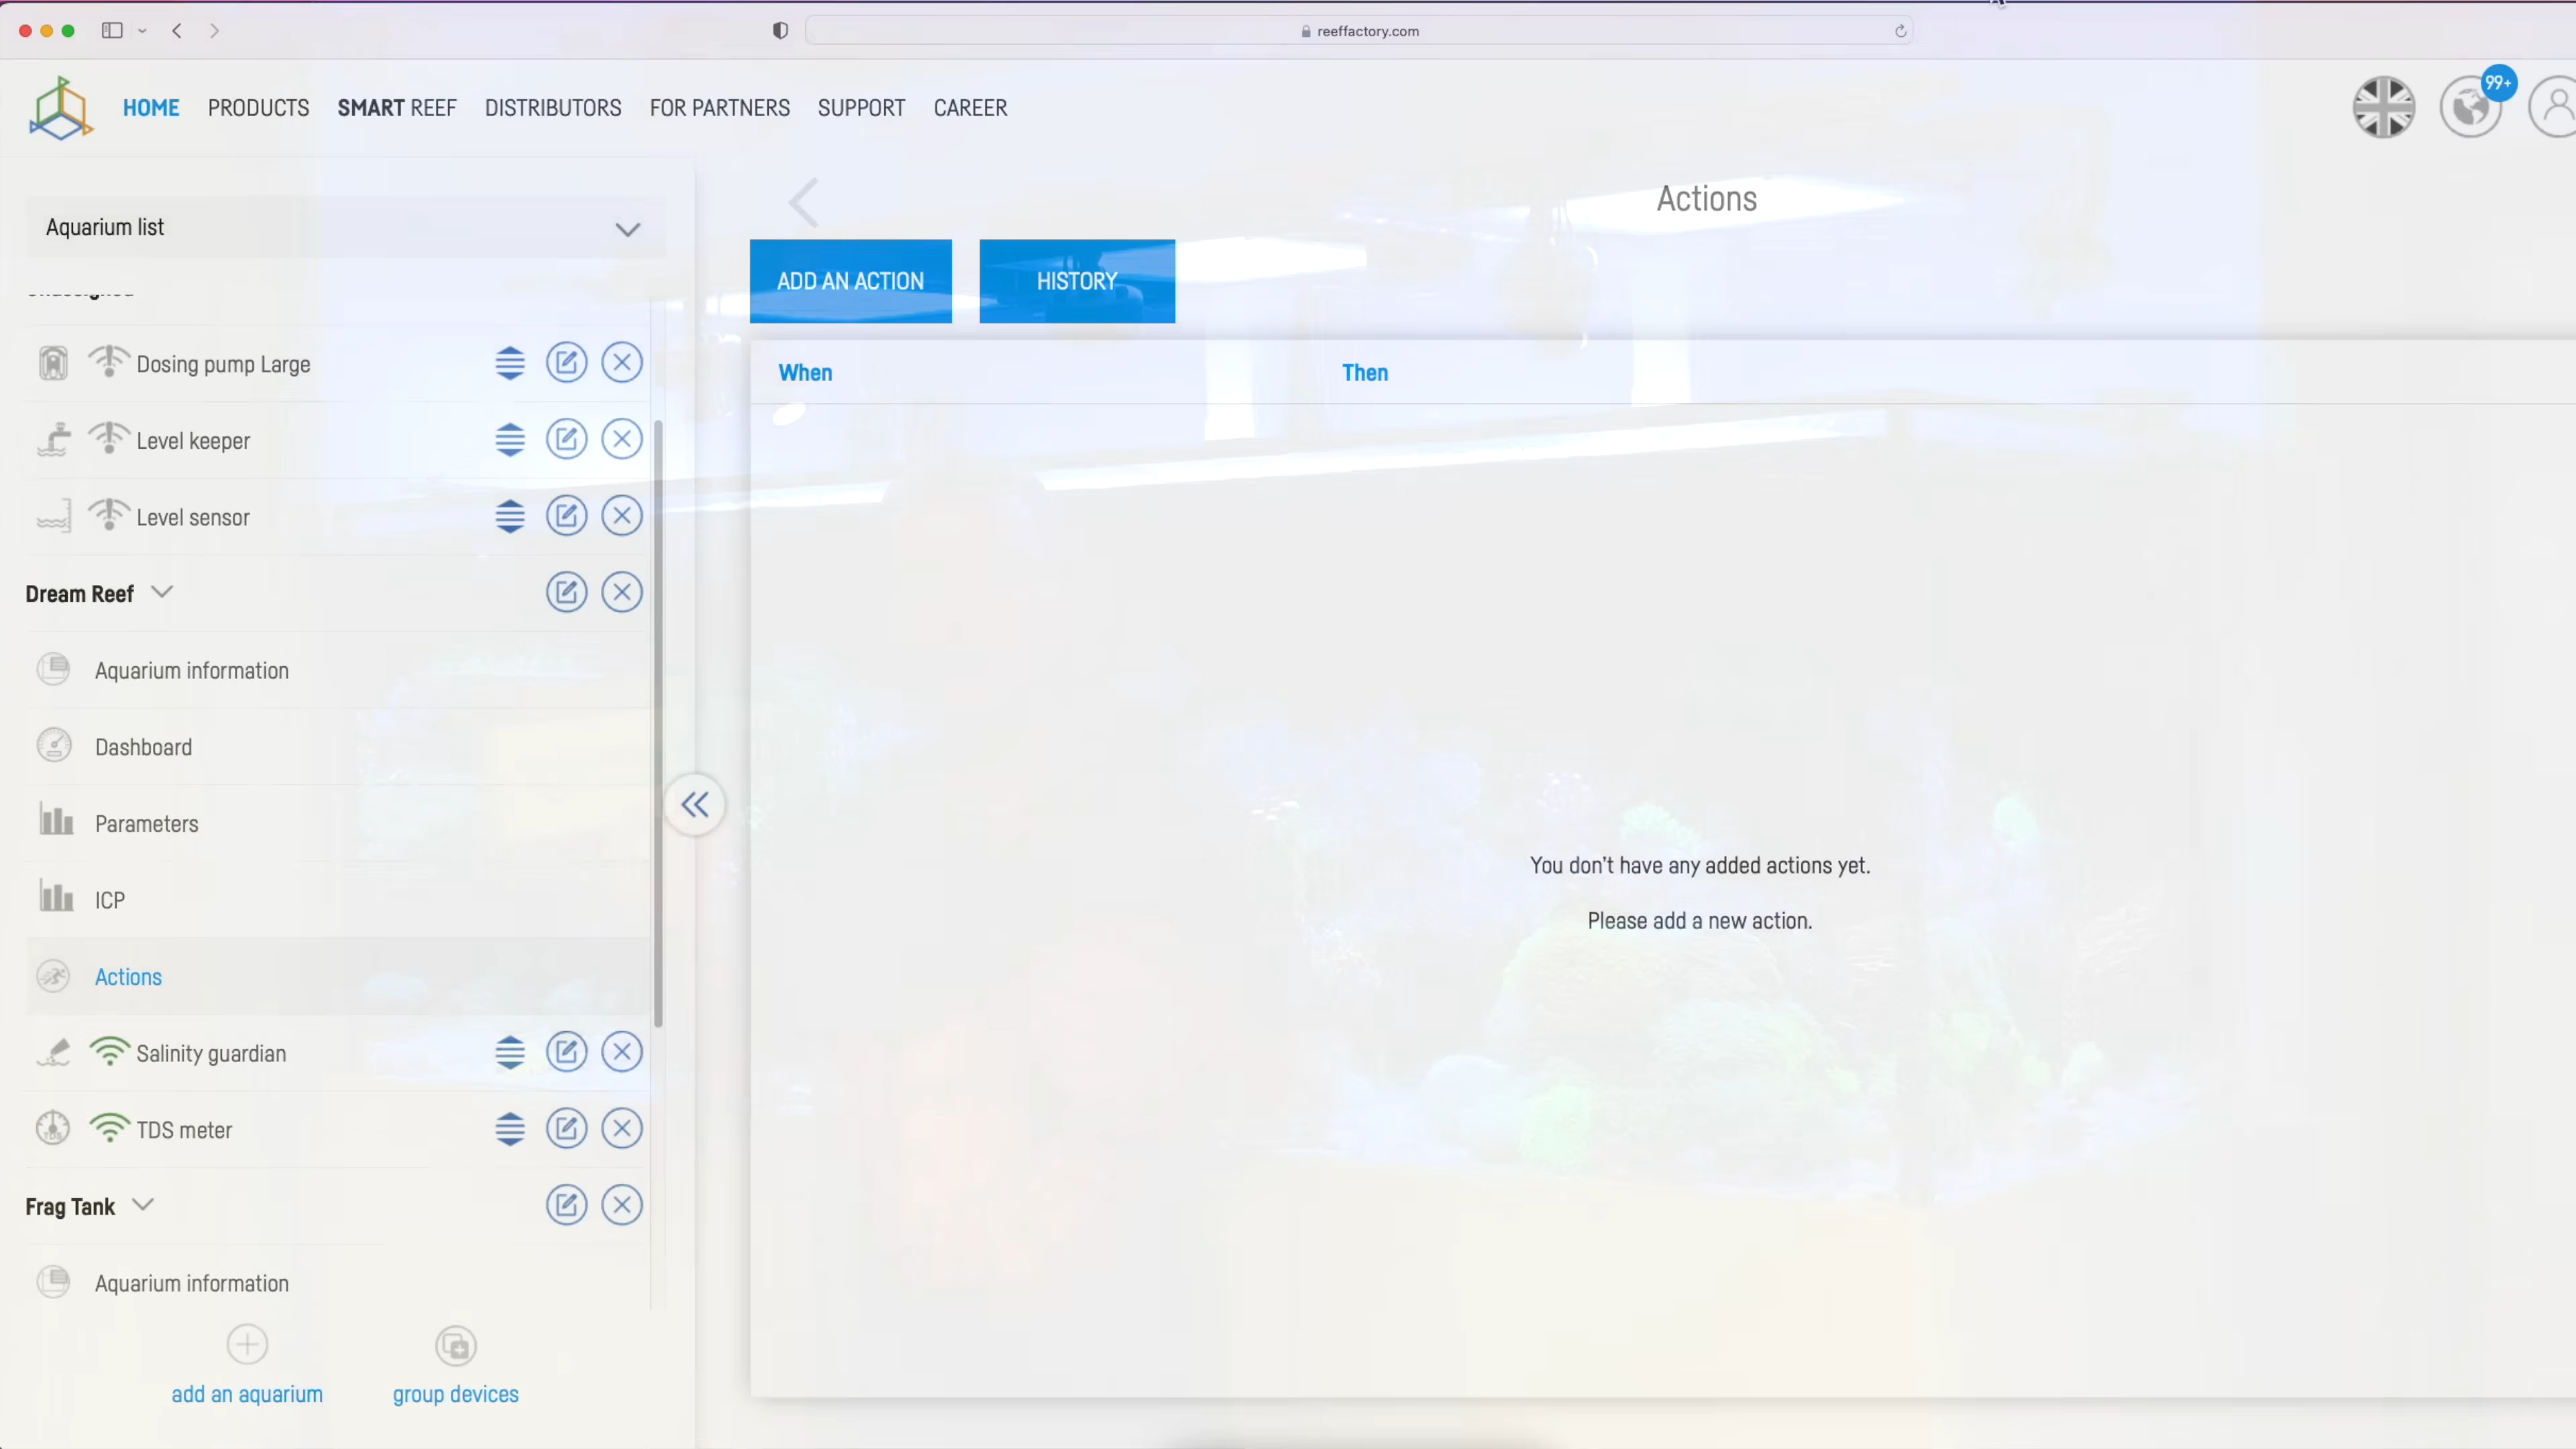 reeffactory.com
HOME PRODUCTS SMART REEF DISTRIBUTORS FOR PARTNERS SUPPORT CAREER
99+
Aquarium list
Dosing pump Large
Level keeper
Level sensor
Dream Reef
Aquarium information
Dashboard
Parameters
ICP
Actions
Salinity guardian
TDS meter
Frag Tank
Aquarium information
add an aquarium
group devices
Actions
ADD AN ACTION
HISTORY
When
Then
You don't have any added actions yet.
Please add a new action.